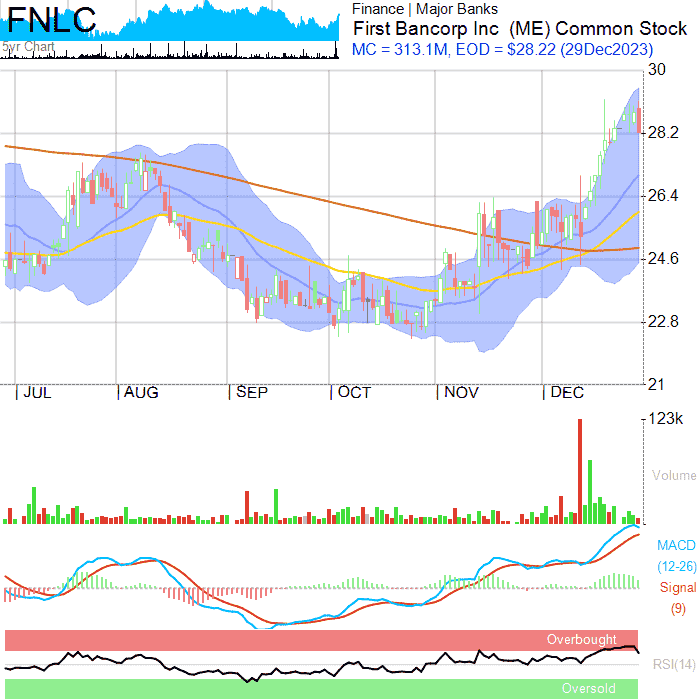 FNLC
5yr Chart
Finance | Major Banks
First Bancorp Inc (ME) Common Stock
MC = 313.1M, EOD = $28.22 (29Dec2023)
30
28.2
26.4
24.6
22.8
21
JUL AUG SEP OCT NOV DEC
123k
Volume
MACD
(12-26)
Signal
(9)
Overbought
RSI(14)
Oversold